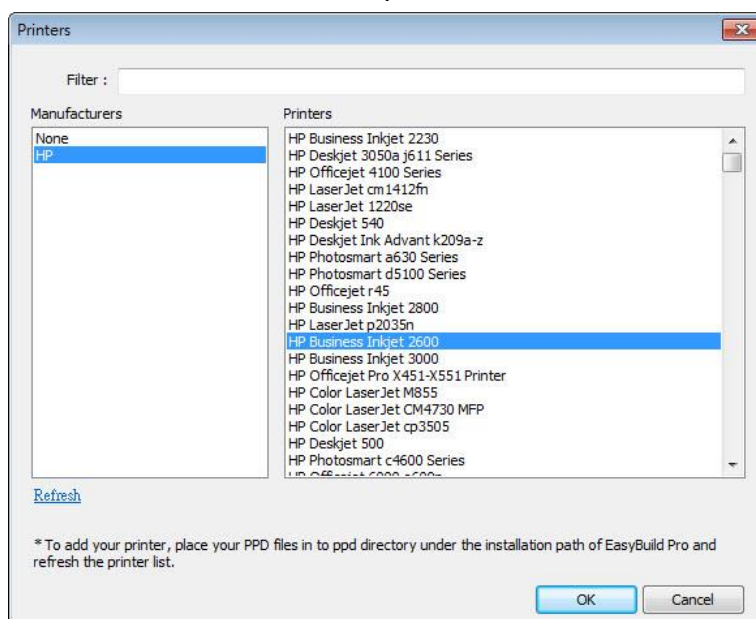 Printers
Filter :
Manufacturers
Printers
None
HP
HP Business Inkjet 2230
HP Deskjet 3050a j611 Series
HP Officejet 4100 Series
HP LaserJet cm1412fn
HP LaserJet 1220se
HP Deskjet 540
HP Deskjet Ink Advant k209a-z
HP Photosmart a630 Series
HP Photosmart d5100 Series
HP Officejet r45
HP Business Inkjet 2800
HP LaserJet p2035n
HP Business Inkjet 2600
HP Business Inkjet 3000
HP Officejet Pro X451-X551 Printer
HP Color LaserJet M855
HP Color LaserJet CM4730 MFP
HP Color LaserJet cp3505
HP Deskjet 500
HP Photosmart c4600 Series
Refresh
* To add your printer, place your PPD files in to ppd directory under the installation path of EasyBuild Pro and
refresh the printer list.
OK
Cancel